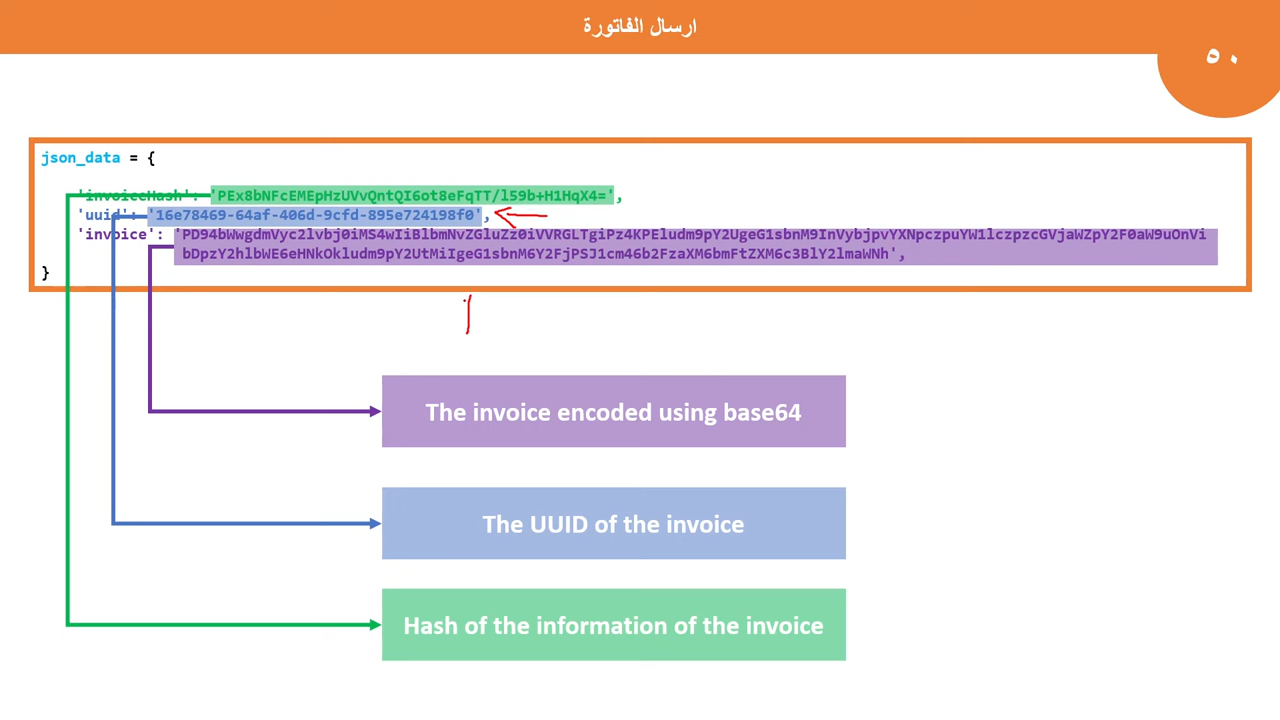 ارسال الفاتورة
٥٠
json_data = {
'invoiceHash': 'PEx8bNFcEMEpHzUVvQntQI6ot8eFqTT/l59b+H1HqX4=',
'uuid': '16e78469-64af-406d-9cfd-895e724198f0',
'invoice': 'PD94bWwgdmVyc2lvbj0iMS4wIiBlbmNvZGluZz0iVVRGLTgiPz4KPEludm9pY2UgeG1sbnM9InVybjpvYXNpczpuYW1lczpzcGVjaWZpY2F0aW9uOnVi
bDpzY2hlbWE6eHNkOkludm9pY2UtMiIgeG1sbnM6Y2FjPSJ1cm46b2FzaXM6bmFtZXM6c3BlY2lmaWNh',
}
The invoice encoded using base64
The UUID of the invoice
Hash of the information of the invoice